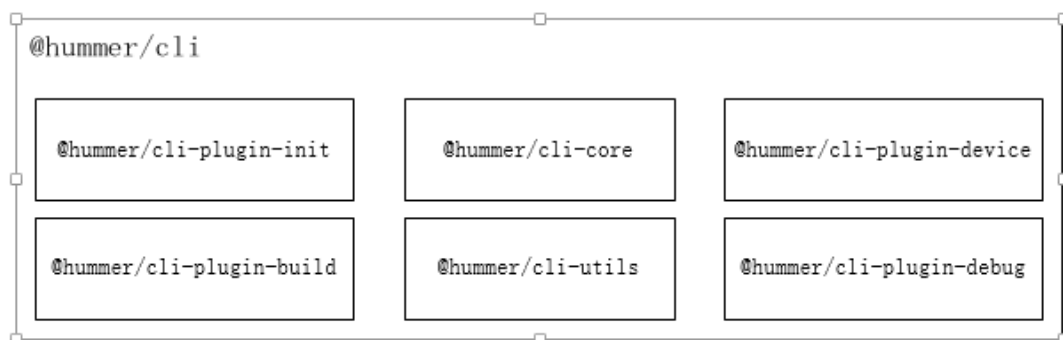 @hummer/cli
@hummer/cli-plugin-init
@hummer/cli-core
@hummer/cli-plugin-device
@hummer/cli-plugin-build
@hummer/cli-utils
@hummer/cli-plugin-debug